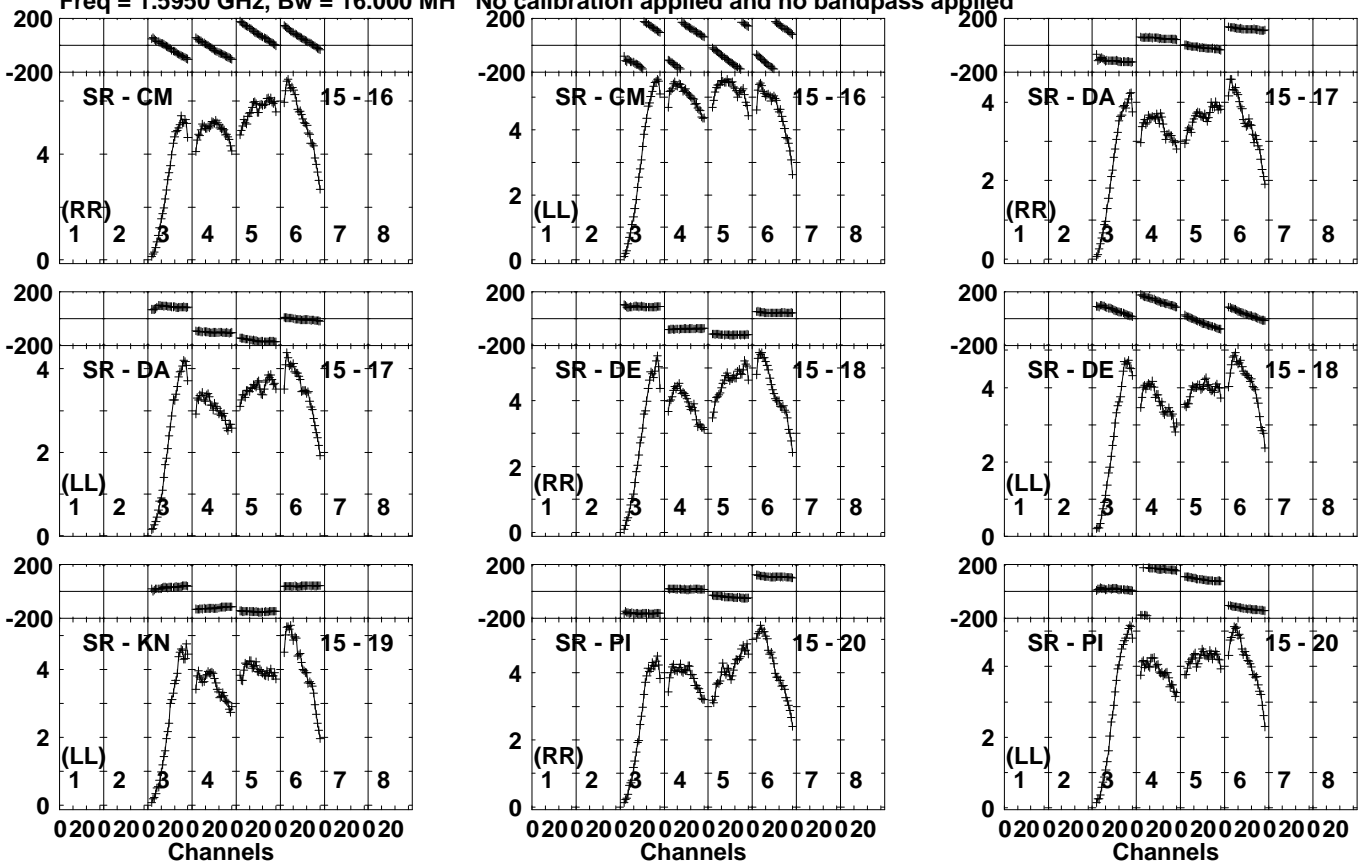 Freq = 1.5950 GHz, Bw = 16.000 MH No calibration applied and no bandpass applied
200
-200
SR - CM 15 - 16
4
(RR)
1 2 3 4 5 6 7 8
0
200
-200
SR - CM 15 - 16
4
2
(LL)
1 2 3 4 5 6 7 8
0
200
-200
SR - DA 15 - 17
4
2
(RR)
1 2 3 4 5 6 7 8
0
200
-200
SR - DA 15 - 17
4
2
(LL)
1 2 3 4 5 6 7 8
0
200
-200
SR - DE 15 - 18
4
2
(RR)
1 2 3 4 5 6 7 8
0
200
-200
SR - DE 15 - 18
4
2
(LL)
1 2 3 4 5 6 7 8
0
200
-200
SR - KN 15 - 19
4
2
(LL)
1 2 3 4 5 6 7 8
0
200
-200
SR - PI 15 - 20
4
2
(RR)
1 2 3 4 5 6 7 8
0
200
-200
SR - PI 15 - 20
4
2
(LL)
1 2 3 4 5 6 7 8
0
0 20 0 20 0 20 0 20 0 20 0 20 0 20 0 20
Channels
0 20 0 20 0 20 0 20 0 20 0 20 0 20 0 20
Channels
0 20 0 20 0 20 0 20 0 20 0 20 0 20 0 20
Channels